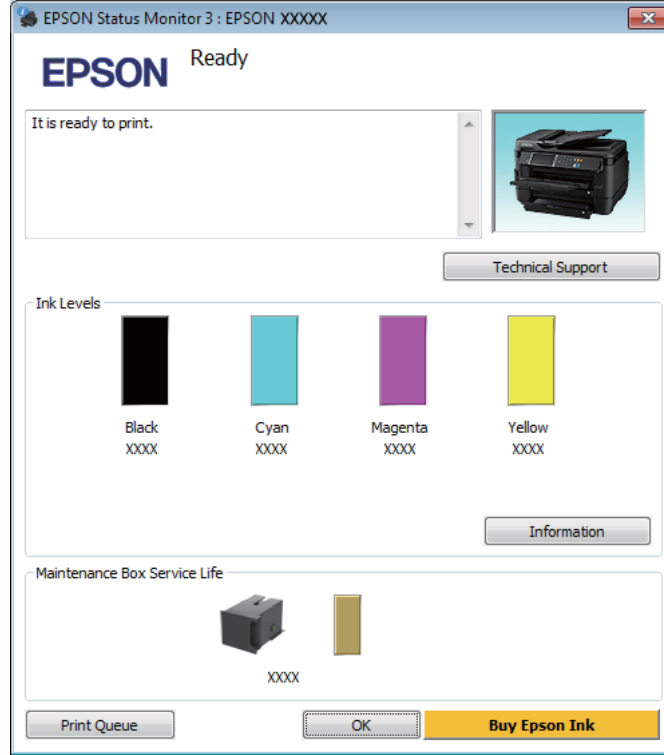 EPSON Status Monitor 3 : EPSON XXXXX
EPSON
Ready
It is ready to print.
Technical Support
Ink Levels
Black Cyan Magenta Yellow
XXXX XXXX XXXX XXXX
Information
Maintenance Box Service Life
XXXX
Print Queue OK Buy Epson Ink